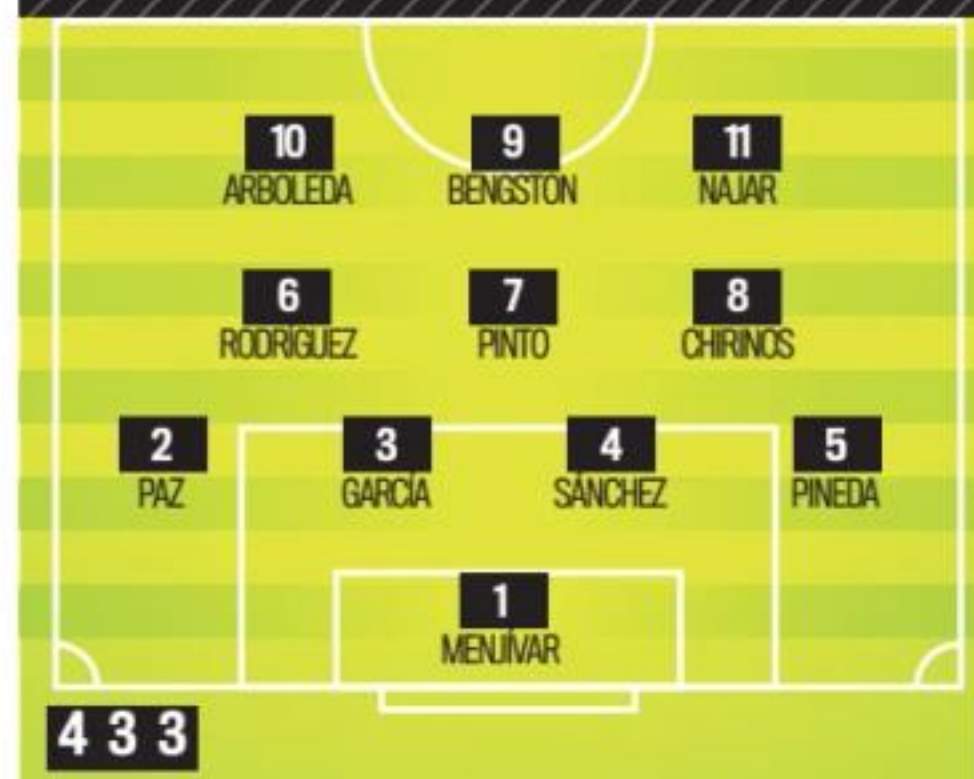 10 9 11
ARBOLEDA BENGSTON NAJAR
6 7 8
RODRÍGUEZ PINTO CHIRINOS
2 3 4 5
PAZ GARCÍA SÁNCHEZ PINEDA
1
MENJÍVAR
4 3 3